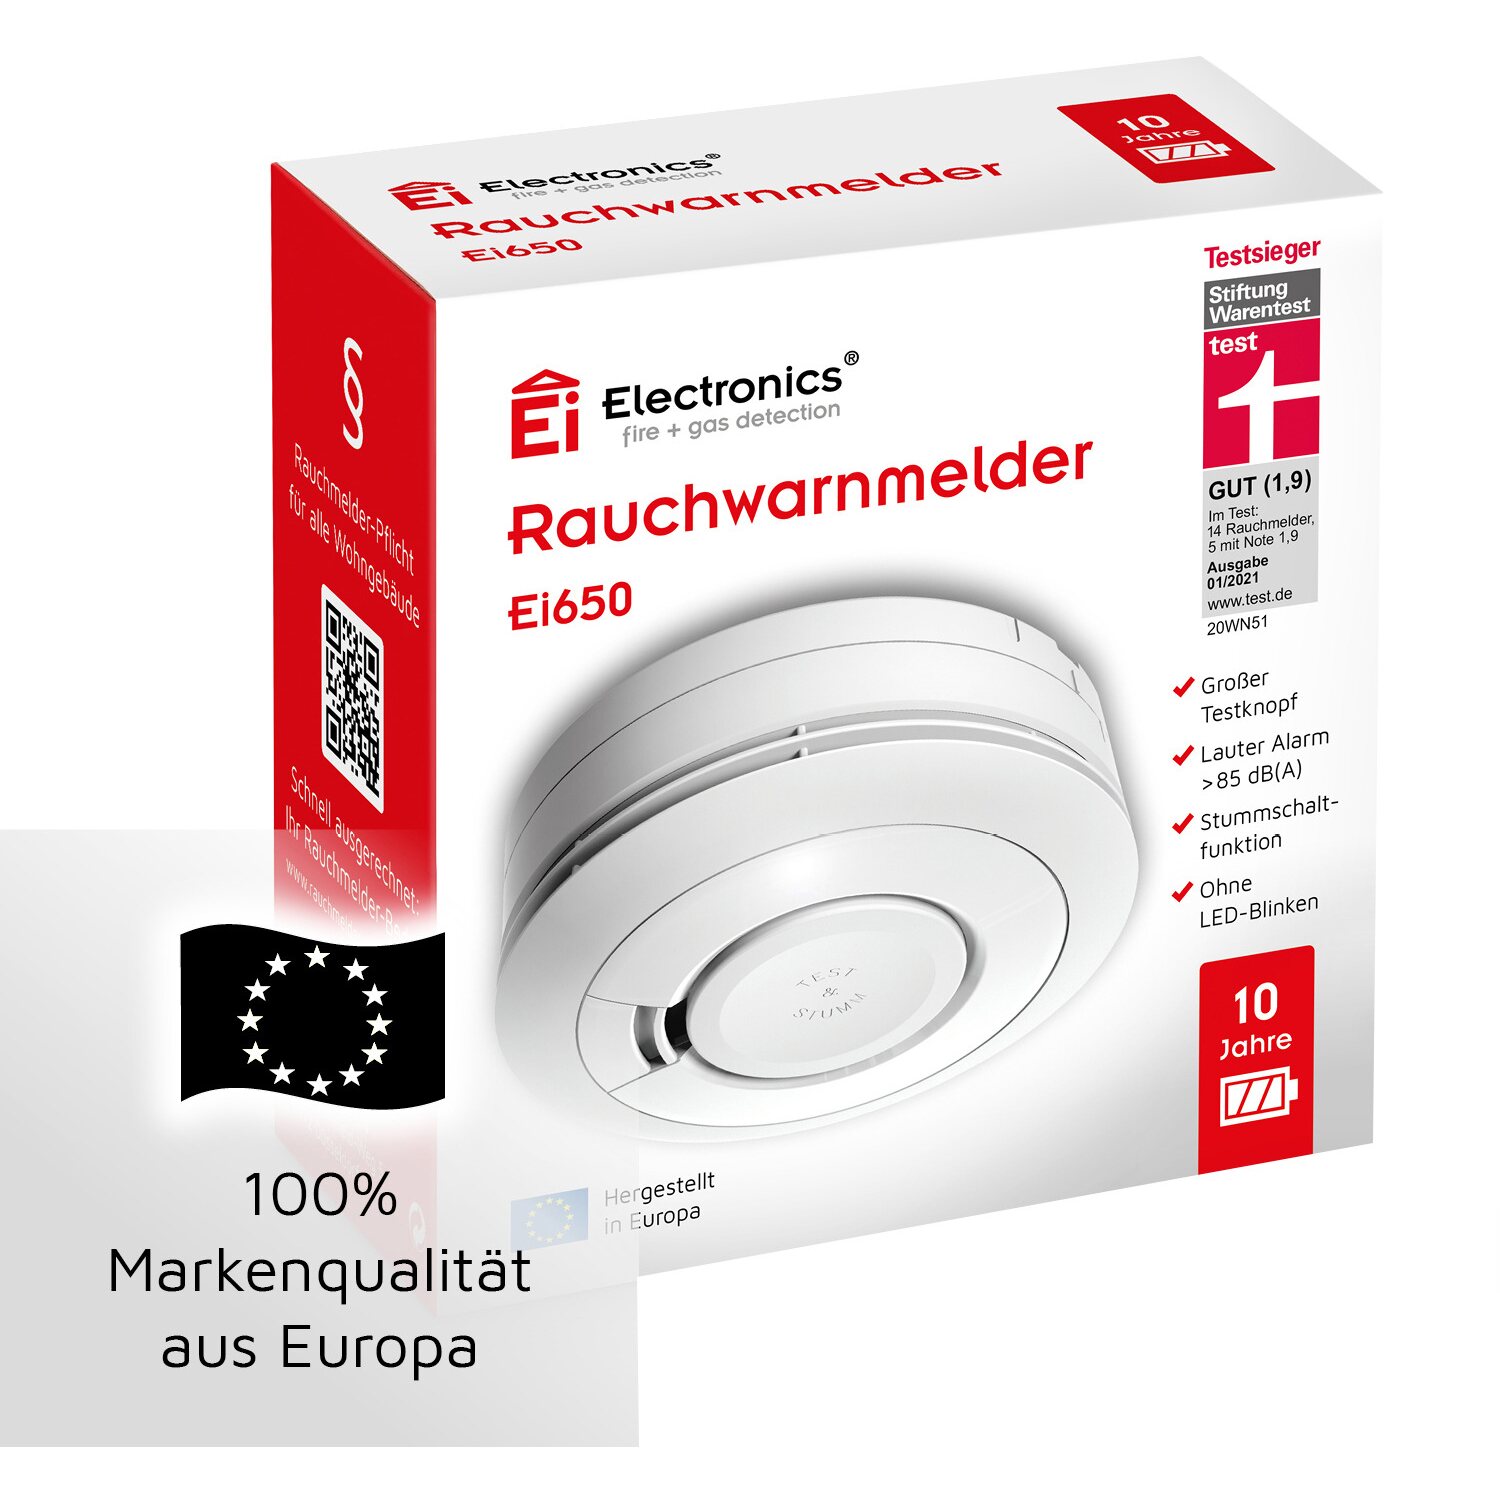 Ei Electronics®
fire + gas detection
Rauchwarnmelder
Ei650
10
Jahre
§
Rauchmelder-Pflicht
für alle Wohngebäude
Schnell ausgerechnet:
Ihr Rauchmelder-
Ei Electronics®
fire + gas detection
Rauchwarnmelder
Ei650
Testsieger
Stiftung
Warentest
test
1
GUT (1,9)
Im Test:
14 Rauchmelder,
5 mit Note 1,9
Ausgabe
01/2021
www.test.de
20WN51
Großer
Testknopf
Lauter Alarm
>85 dB(A)
Stummschalt-
funktion
Ohne
LED-Blinken
10
Jahre
TEST
&
STUMM
Hergestellt
in Europa
100%
Markenqualität
aus Europa